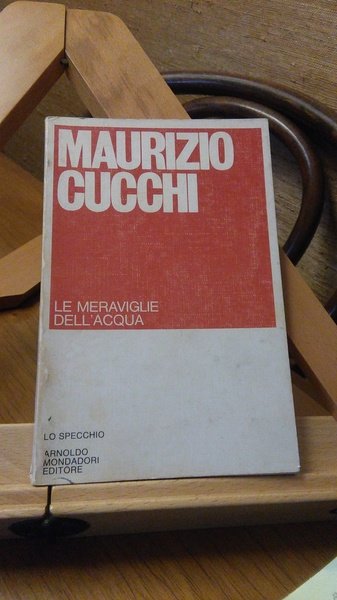 MAURIZIO
CUCCHI
LE MERAVIGLIE
DELL'ACQUA
LO SPECCHIO
ARNOLDO
MONDADORI
EDITORE